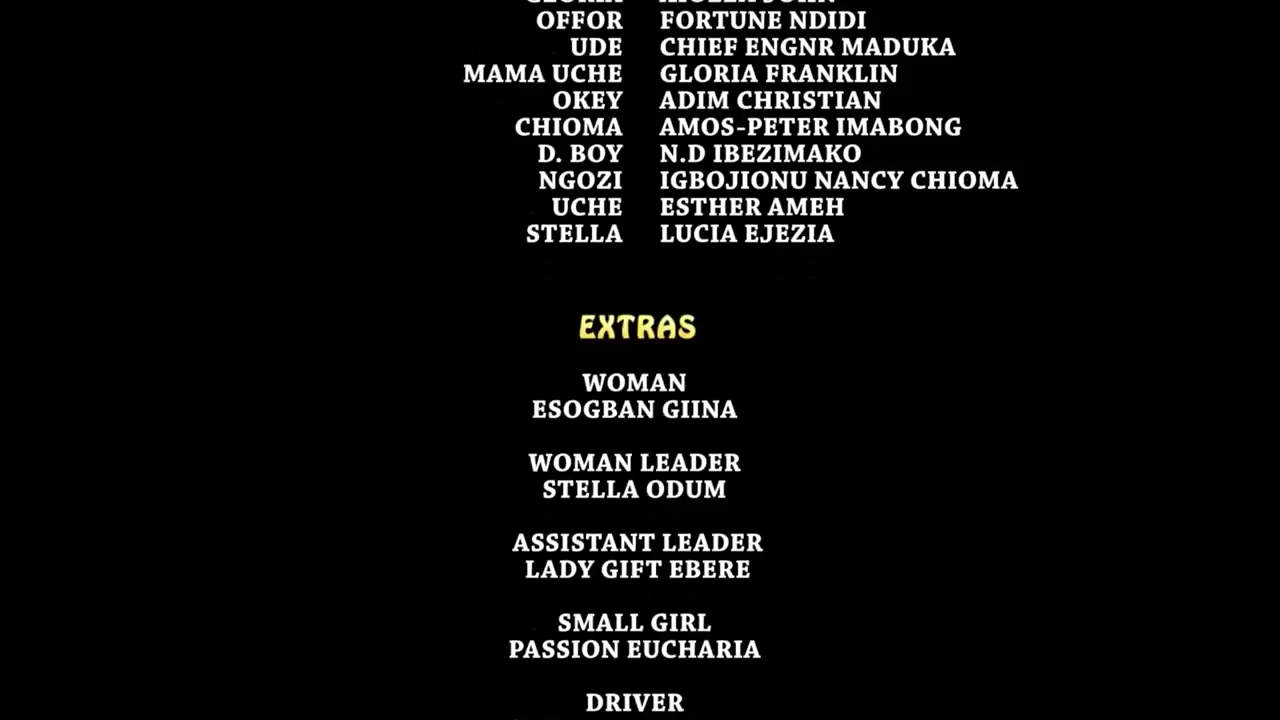 OFFOR FORTUNE NDIDI
UDE CHIEF ENGNR MADUKA
MAMA UCHE GLORIA FRANKLIN
OKEY ADIM CHRISTIAN
CHIOMA AMOS-PETER IMABONG
D. BOY N.D IBEZIMAKO
NGOZI IGBOJIONU NANCY CHIOMA
UCHE ESTHER AMEH
STELLA LUCIA EJEZIA
EXTRAS
WOMAN
ESOGBAN GIINA
WOMAN LEADER
STELLA ODUM
ASSISTANT LEADER
LADY GIFT EBERE
SMALL GIRL
PASSION EUCHARIA
DRIVER